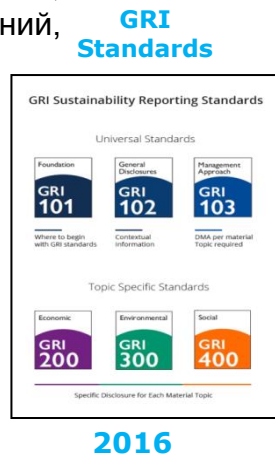 ний,
GRI
Standards
GRI Sustainability Reporting Standards
Universal Standards
Foundation
GRI
101
General
Disclosures
GRI
102
Management
Approach
GRI
103
Where to begin
with GRI standards
Contextual
Information
DMA per material
Topic required
Topic Specific Standards
Economic
GRI
200
Environmental
GRI
300
Social
GRI
400
Specific Disclosure for Each Material Topic
2016